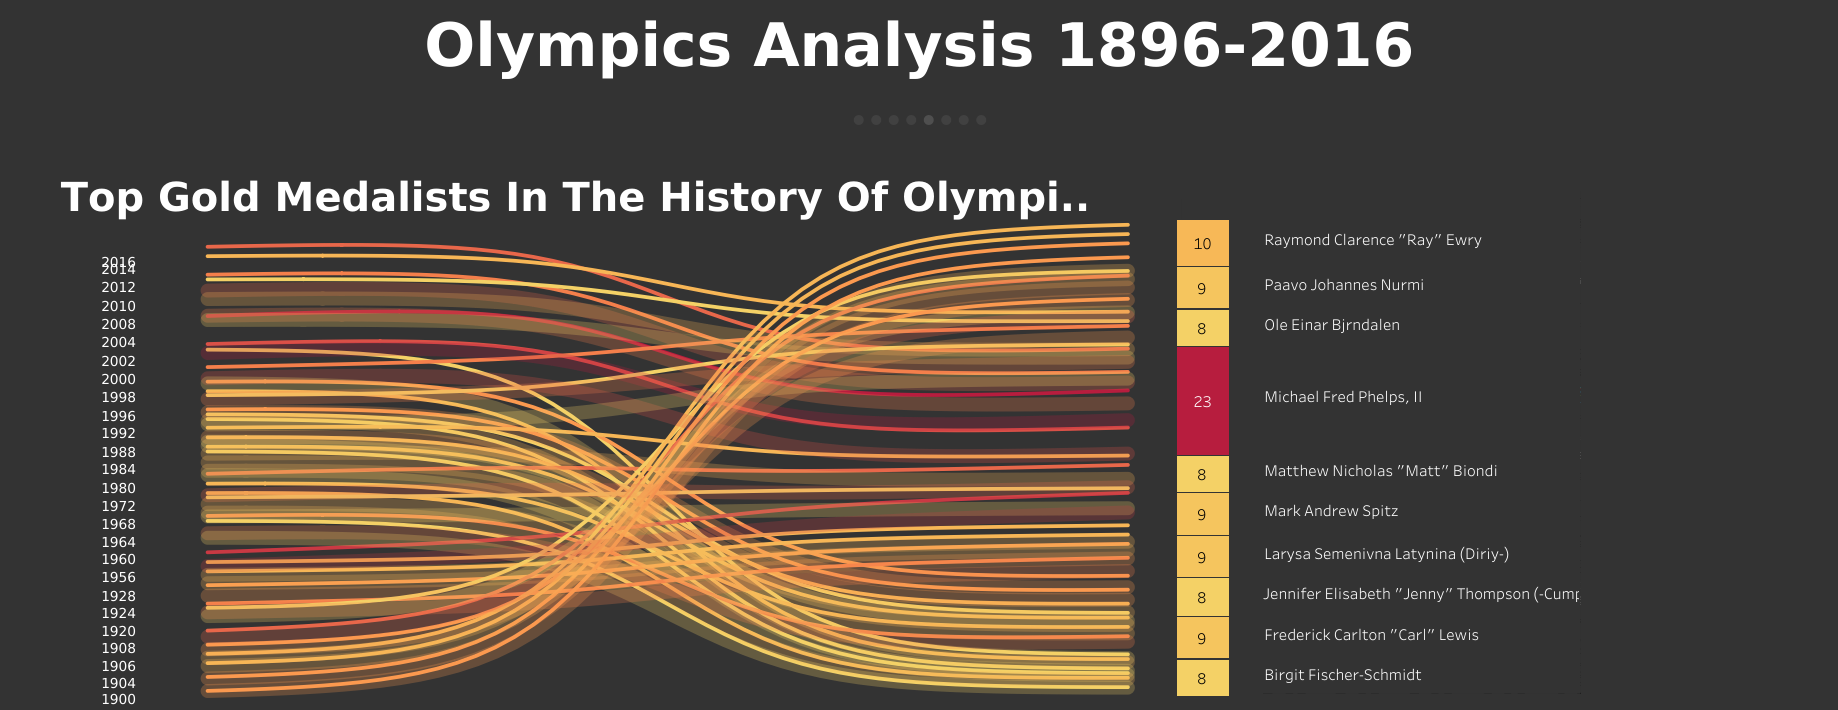 Olympics Analysis 1896-2016
Top Gold Medalists In The History Of Olympi..
2016
2014
2012
2010
2008
2004
2002
2000
1998
1996
1992
1988
1984
1980
1972
1968
1964
1960
1956
1928
1924
1920
1908
1906
1904
1900
10 Raymond Clarence "Ray" Ewry
9 Paavo Johannes Nurmi
8 Ole Einar Bjrndalen
23 Michael Fred Phelps, II
8 Matthew Nicholas "Matt" Biondi
9 Mark Andrew Spitz
9 Larysa Semenivna Latynina (Diriy-)
8 Jennifer Elisabeth "Jenny" Thompson (-Cump
9 Frederick Carlton "Carl" Lewis
8 Birgit Fischer-Schmidt